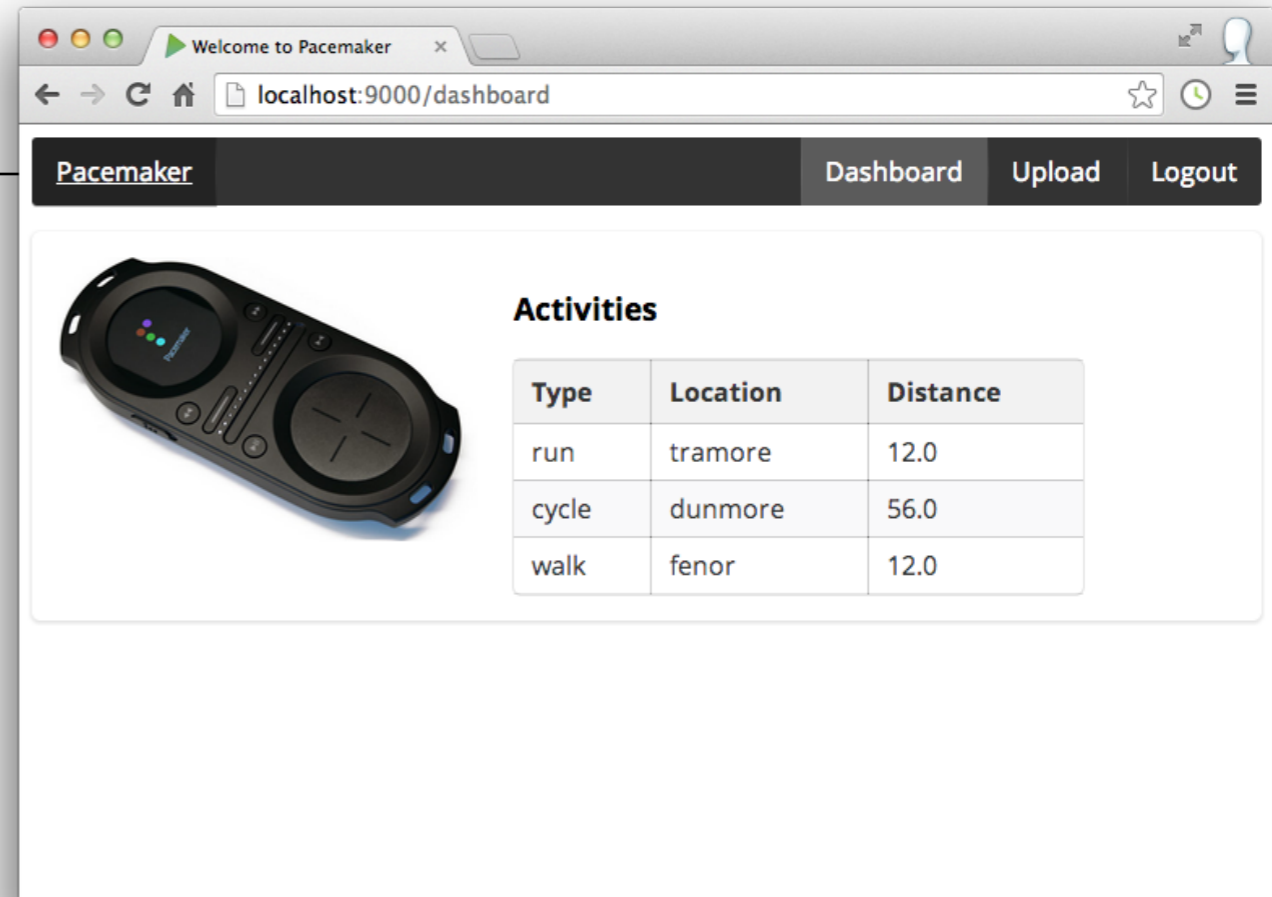 Welcome to Pacemaker
localhost:9000/dashboard
Pacemaker Dashboard Upload Logout
Pacemaker
Activities
Type Location Distance
run tramore 12.0
cycle dunmore 56.0
walk fenor 12.0